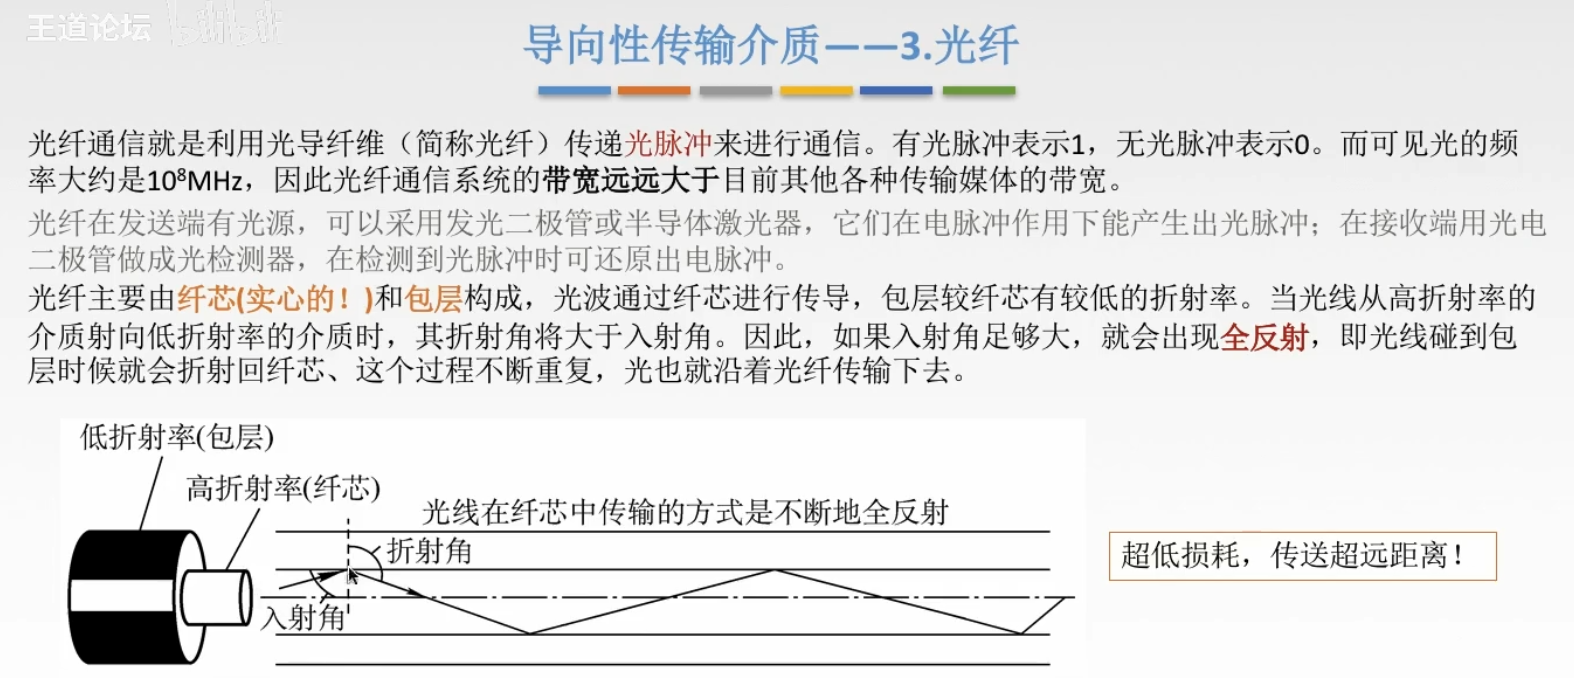 王道论坛 bilibili
导向性传输介质——3.光纤
光纤通信就是利用光导纤维（简称光纤）传递光脉冲来进行通信。有光脉冲表示1，无光脉冲表示0。而可见光的频
率大约是10⁸MHz，因此光纤通信系统的带宽远远大于目前其他各种传输媒体的带宽。
光纤在发送端有光源，可以采用发光二极管或半导体激光器，它们在电脉冲作用下能产生出光脉冲；在接收端用光电
二极管做成光检测器，在检测到光脉冲时可还原出电脉冲。
光纤主要由纤芯(实心的！)和包层构成，光波通过纤芯进行传导，包层较纤芯有较低的折射率。当光线从高折射率的
介质射向低折射率的介质时，其折射角将大于入射角。因此，如果入射角足够大，就会出现全反射，即光线碰到包
层时候就会折射回纤芯、这个过程不断重复，光也就沿着光纤传输下去。
低折射率(包层)
高折射率(纤芯)
光线在纤芯中传输的方式是不断地全反射
折射角
入射角
超低损耗，传送超远距离！